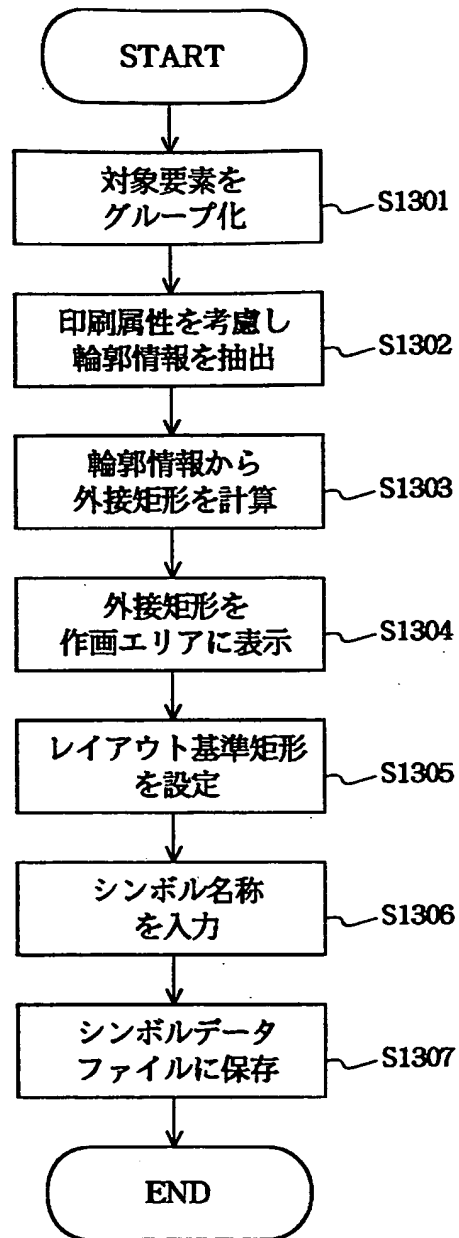 START
対象要素を
グループ化
S1301
印刷属性を考慮し
輪郭情報を抽出
S1302
輪郭情報から
外接矩形を計算
S1303
外接矩形を
作画エリアに表示
S1304
レイアウト基準矩形
を設定
S1305
シンボル名称
を入力
S1306
シンボルデータ
ファイルに保存
S1307
END